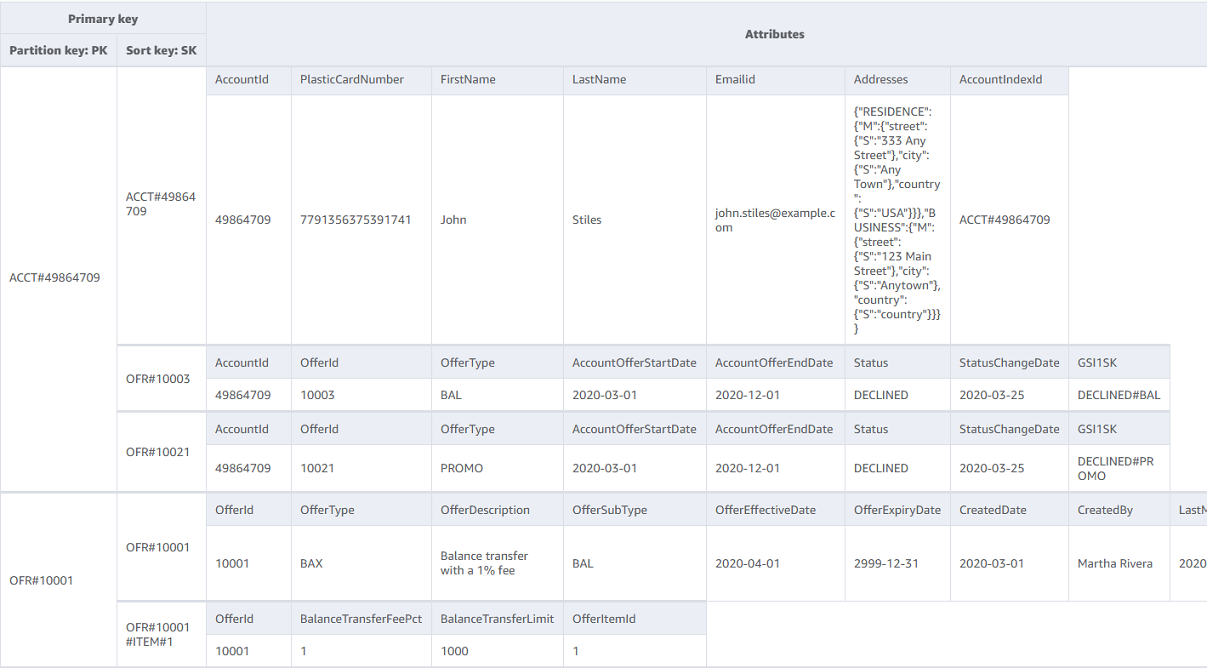 Primary key
Attributes
Partition key: PK Sort key: SK
AccountId PlasticCardNumber FirstName LastName Emailid Addresses AccountIndexId
ACCT#49864709
ACCT#49864
709
49864709 7791356375391741 John Stiles
john.stiles@example.c
om
{"RESIDENCE":
{"M":{"street":
{"S":"333 Any
Street"},"city":
{"S":"Any
Town"},"country
":
{"S":"USA"}}},"B
USINESS":{"M":
{"street":
{"S":"123 Main
Street"},"city":
{"S":"Anytown"},
"country":
{"S":"country"}}}
}
ACCT#49864709
OFR#10003
AccountId OfferId OfferType AccountOfferStartDate AccountOfferEndDate Status StatusChangeDate GSI1SK
49864709 10003 BAL 2020-03-01 2020-12-01 DECLINED 2020-03-25 DECLINED#BAL
OFR#10021
AccountId OfferId OfferType AccountOfferStartDate AccountOfferEndDate Status StatusChangeDate GSI1SK
49864709 10021 PROMO 2020-03-01 2020-12-01 DECLINED 2020-03-25
DECLINED#PR
OMO
OFR#10001
OFR#10001
OfferId OfferType OfferDescription OfferSubType OfferEffectiveDate OfferExpiryDate CreatedDate CreatedBy
10001 BAX
Balance transfer
with a 1% fee
BAL 2020-04-01 2999-12-31 2020-03-01 Martha Rivera 2020
OFR#10001
#ITEM#1
OfferId BalanceTransferFeePct BalanceTransferLimit OfferItemId
10001 1 1000 1